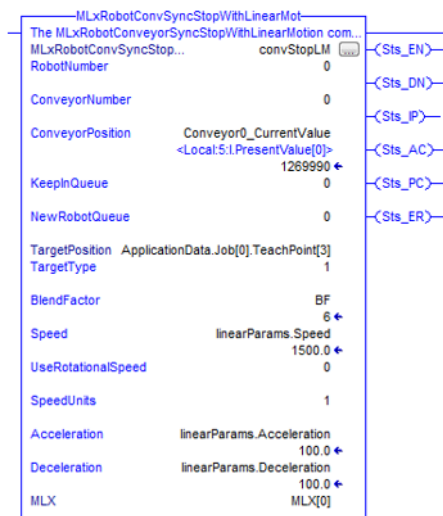 MLxRobotConvSyncStopWithLinearMot
The MLxRobotConveyorSyncStopWithLinearMotion com...
MLxRobotConvSyncStop... convStopLM ... (Sts_EN)
RobotNumber 0
(Sts_DN)
ConveyorNumber 0
(Sts_IP)
ConveyorPosition Conveyor0_CurrentValue
<Local:5:I.PresentValue[0]> (Sts_AC)
1269990
KeepInQueue 0 (Sts_PC)
NewRobotQueue 0 (Sts_ER)
TargetPosition ApplicationData.Job[0].TeachPoint[3]
TargetType 1
BlendFactor BF
6
Speed linearParams.Speed
1500.0
UseRotationalSpeed 0
SpeedUnits 1
Acceleration linearParams.Acceleration
100.0
Deceleration linearParams.Deceleration
100.0
MLX MLX[0]